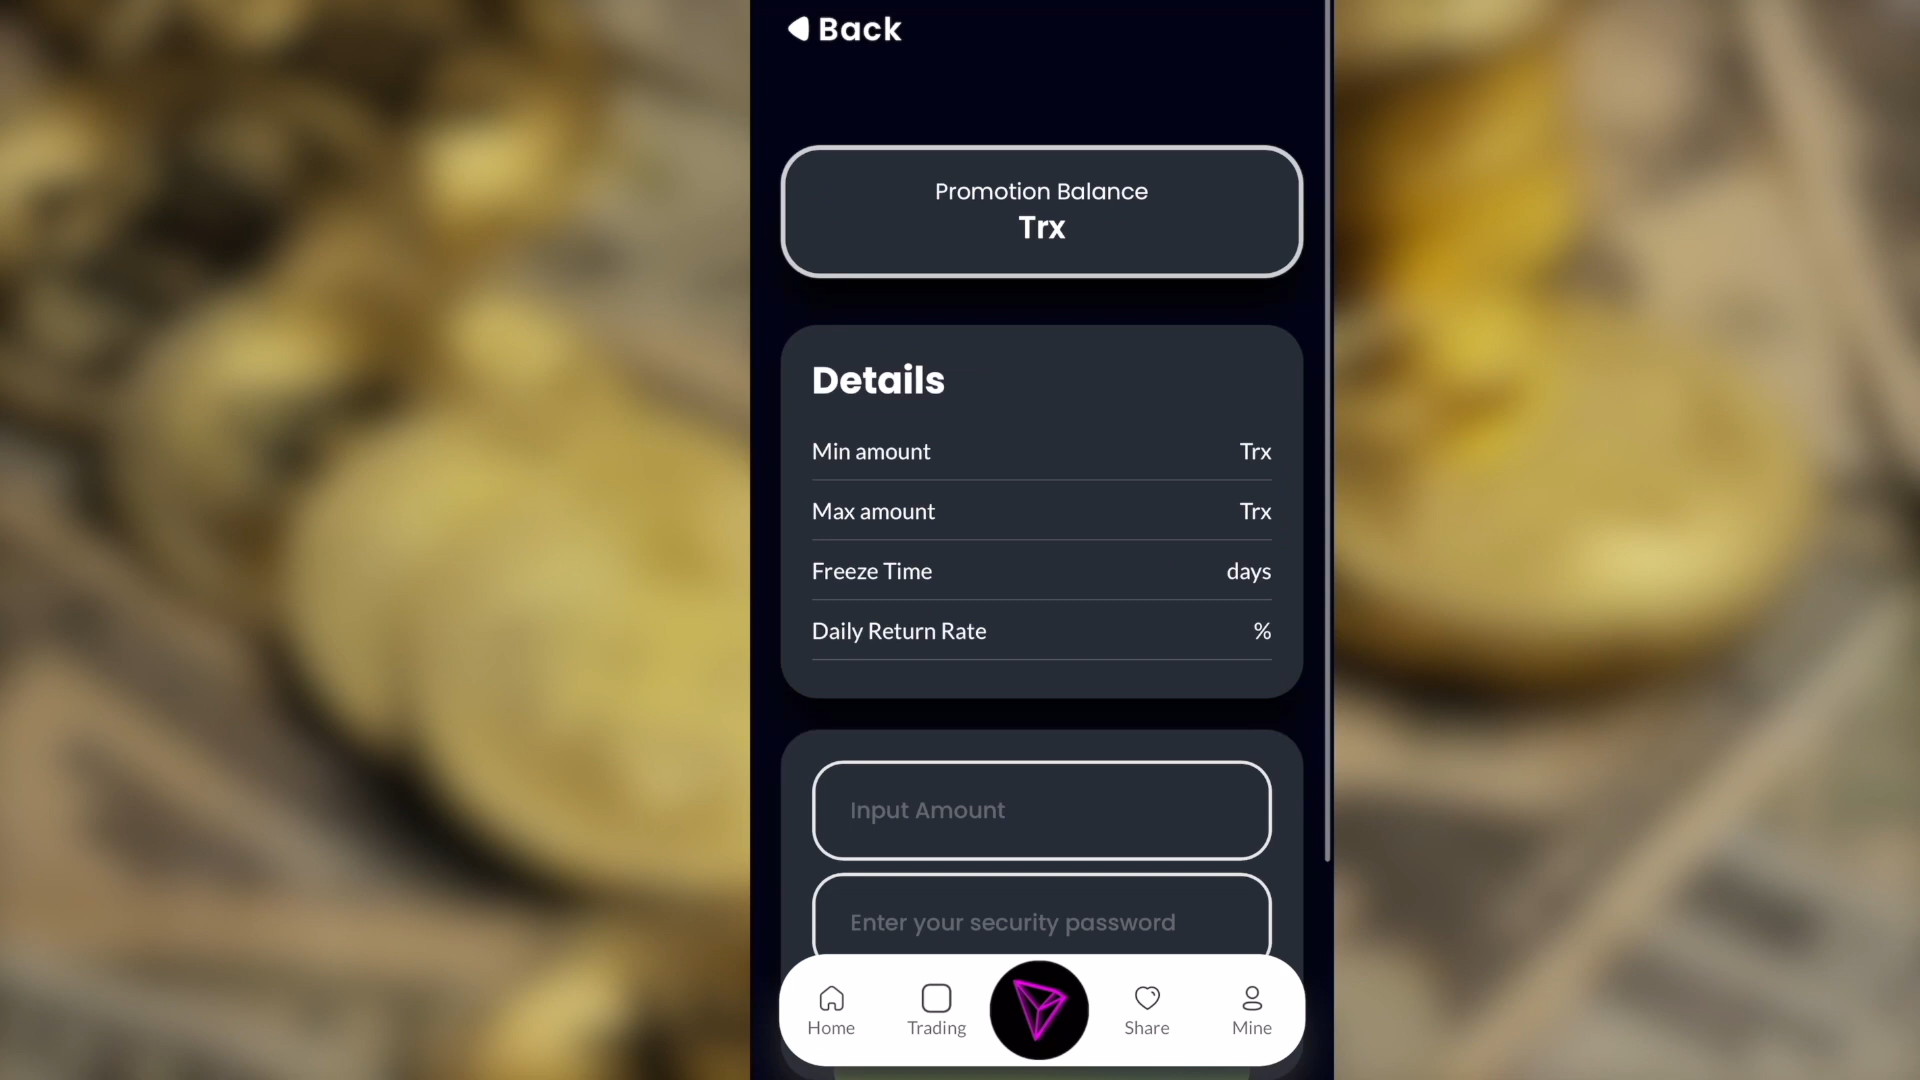 Back
Promotion Balance
Trx
Details
Min amount Trx
Max amount Trx
Freeze Time days
Daily Return Rate %
Input Amount
Enter your security password
Home Trading Share Mine